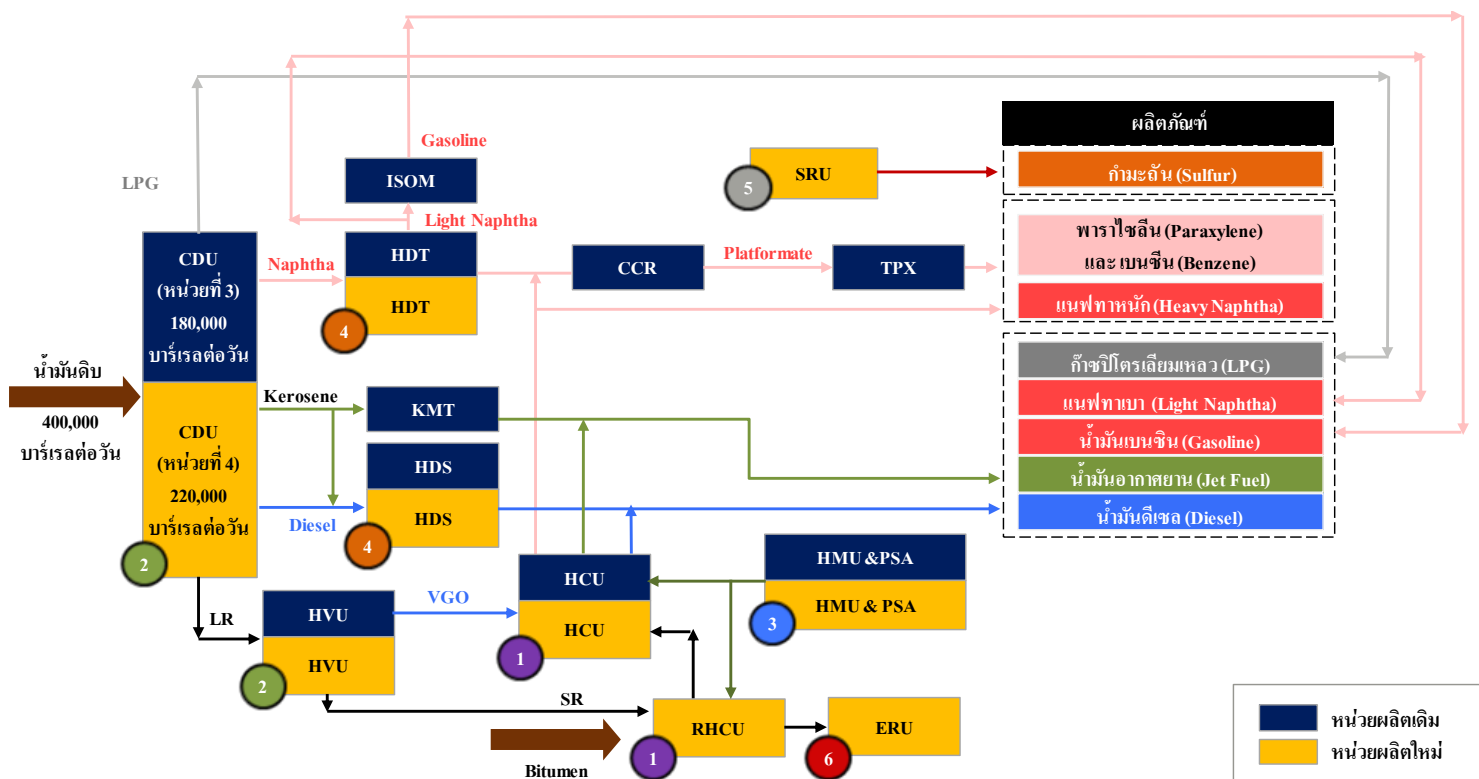 Gasoline
ผลิตภัณฑ์
LPG
ISOM
SRU
5
กำมะถัน (Sulfur)
Light Naphtha
CDU
(หน่วยที่ 3)
180,000
บาร์เรลต่อวัน
Naphtha
HDT
HDT
4
CCR
Platformate
TPX
พาราไซลีน (Paraxylene)
และ เบนซีน (Benzene)
แนฟทาหนัก (Heavy Naphtha)
น้ำมันดิบ
400,000
บาร์เรลต่อวัน
CDU
(หน่วยที่ 4)
220,000
บาร์เรลต่อวัน
2
Kerosene
KMT
Diesel
HDS
HDS
4
ก๊าซปิโตรเลียมเหลว (LPG)
แนฟทาเบา (Light Naphtha)
น้ำมันเบนซิน (Gasoline)
น้ำมันอากาศยาน (Jet Fuel)
น้ำมันดีเซล (Diesel)
LR
HVU
HVU
2
VGO
HCU
HCU
1
HMU &PSA
HMU & PSA
3
SR
Bitumen
RHCU
1
ERU
6
หน่วยผลิตเดิม
หน่วยผลิตใหม่